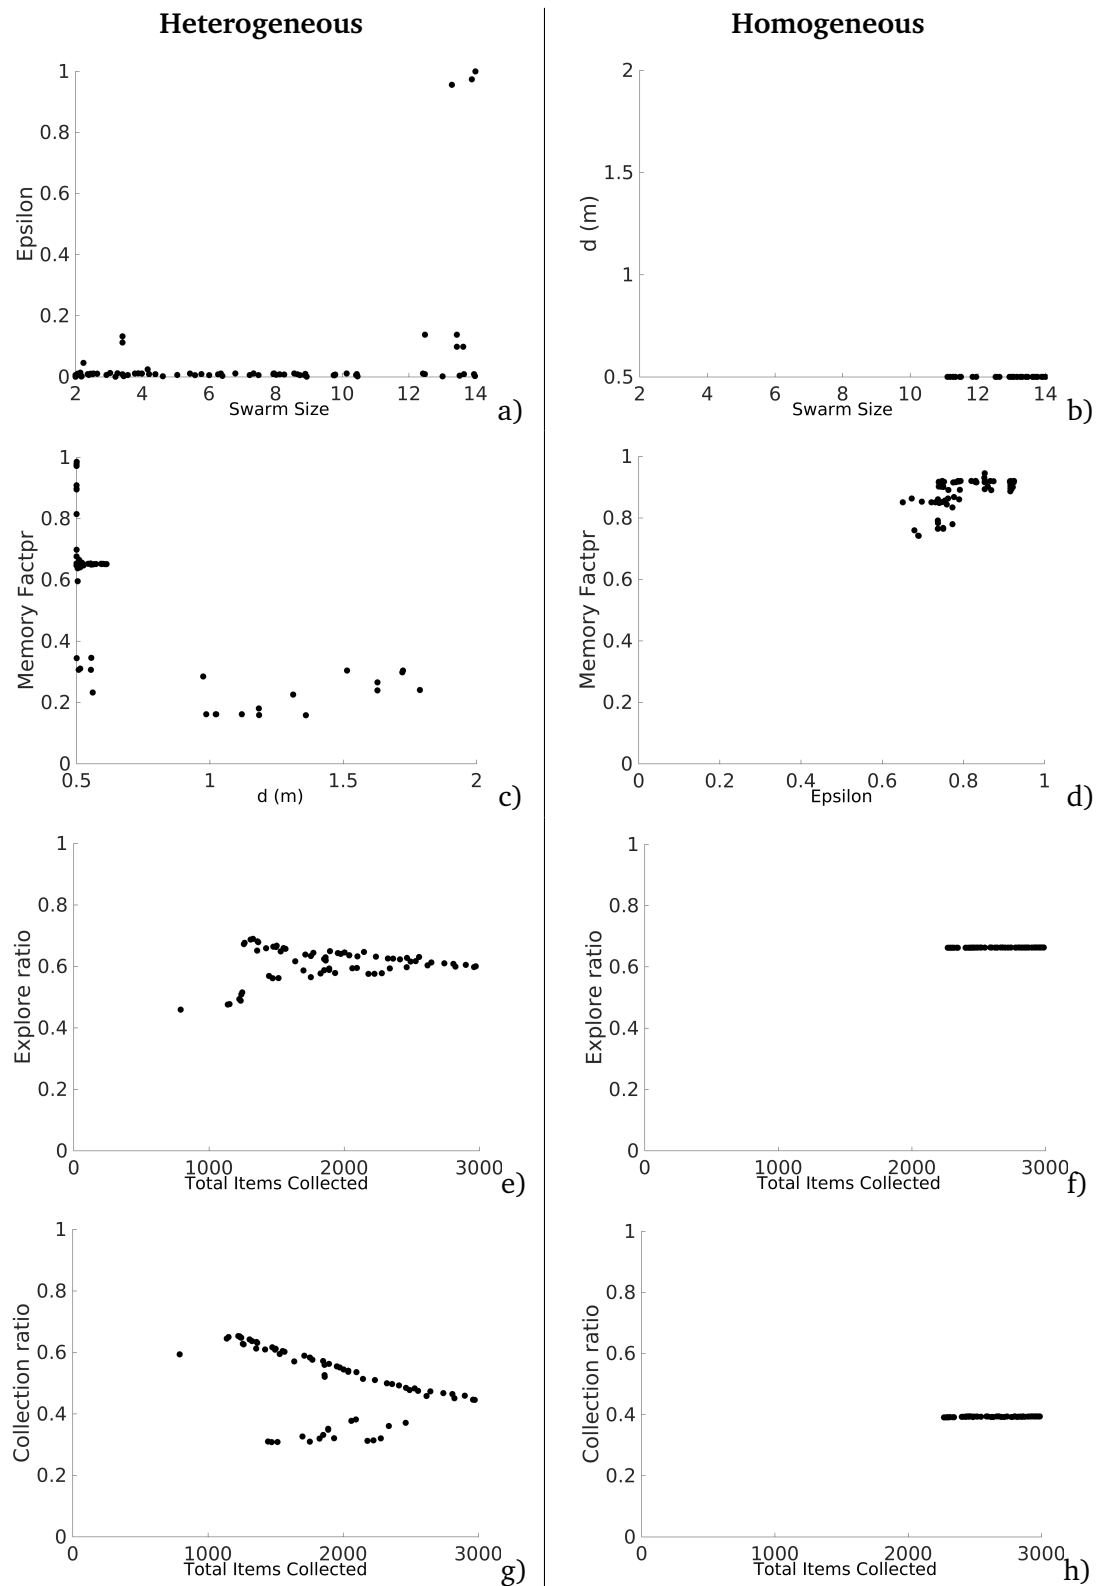 Heterogeneous
Homogeneous
1
0.8
0.6
0.4
0.2
0
Epsilon
2 4 6 8 10 12 14
Swarm Size
a)
2
1.5
1
0.5
d (m)
2 4 6 8 10 12 14
Swarm Size
b)
1
0.8
0.6
0.4
0.2
0
Memory Factpr
0.5 1 1.5 2
d (m)
c)
1
0.8
0.6
0.4
0.2
0
Memory Factpr
0 0.2 0.4 0.6 0.8 1
Epsilon
d)
1
0.8
0.6
0.4
0.2
0
Explore ratio
0 1000 2000 3000
Total Items Collected
e)
1
0.8
0.6
0.4
0.2
0
Explore ratio
0 1000 2000 3000
Total Items Collected
f)
1
0.8
0.6
0.4
0.2
0
Collection ratio
0 1000 2000 3000
Total Items Collected
g)
1
0.8
0.6
0.4
0.2
0
Collection ratio
0 1000 2000 3000
Total Items Collected
h)